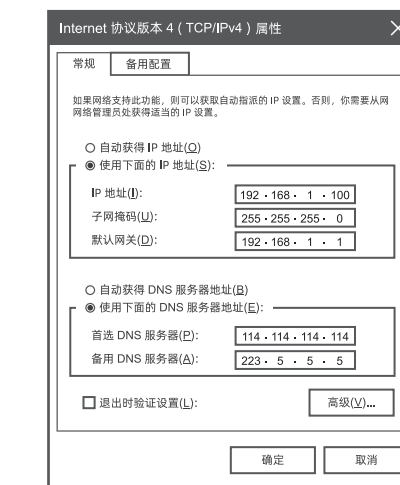 Internet 协议版本 4 ( TCP/IPv4 ) 属性
常规 备用配置
如果网络支持此功能，则可以获取自动指派的 IP 设置。否则，你需要从网
网络管理员处获得适当的 IP 设置。
自动获得 IP 地址(O)
使用下面的 IP 地址(S):
IP 地址(I): 192 . 168 . 1 . 100
子网掩码(U): 255 . 255 . 255 . 0
默认网关(D): 192 . 168 . 1 . 1
自动获得 DNS 服务器地址(B)
使用下面的 DNS 服务器地址(E):
首选 DNS 服务器(P): 114 . 114 . 114 . 114
备用 DNS 服务器(A): 223 . 5 . 5 . 5
退出时验证设置(L): 高级(V)...
确定 取消